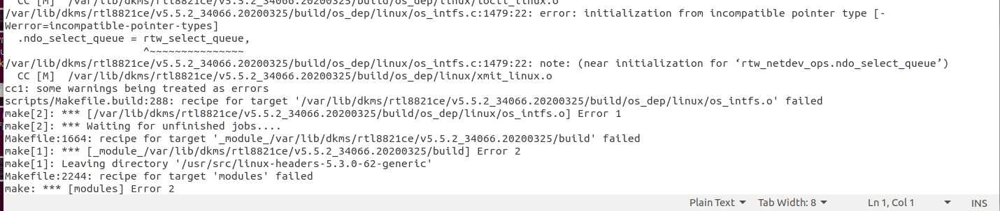 CC [M]  /var/lib/dkms/rtl8821ce/v5.5.2_34066.20200325/build/os_dep/linux/ioctl_linux.o
/var/lib/dkms/rtl8821ce/v5.5.2_34066.20200325/build/os_dep/linux/os_intfs.c:1479:22: error: initialization from incompatible pointer type [-
Werror=incompatible-pointer-types]
  .ndo_select_queue = rtw_select_queue,
                      ^~~~~~~~~~~~~~~~
/var/lib/dkms/rtl8821ce/v5.5.2_34066.20200325/build/os_dep/linux/os_intfs.c:1479:22: note: (near initialization for ‘rtw_netdev_ops.ndo_select_queue’)
  CC [M]  /var/lib/dkms/rtl8821ce/v5.5.2_34066.20200325/build/os_dep/linux/xmit_linux.o
cc1: some warnings being treated as errors
scripts/Makefile.build:288: recipe for target '/var/lib/dkms/rtl8821ce/v5.5.2_34066.20200325/build/os_dep/linux/os_intfs.o' failed
make[2]: *** [/var/lib/dkms/rtl8821ce/v5.5.2_34066.20200325/build/os_dep/linux/os_intfs.o] Error 1
make[2]: *** Waiting for unfinished jobs....
Makefile:1664: recipe for target '_module_/var/lib/dkms/rtl8821ce/v5.5.2_34066.20200325/build' failed
make[1]: *** [_module_/var/lib/dkms/rtl8821ce/v5.5.2_34066.20200325/build] Error 2
make[1]: Leaving directory '/usr/src/linux-headers-5.3.0-62-generic'
Makefile:2244: recipe for target 'modules' failed
make: *** [modules] Error 2
Plain Text Tab Width: 8 Ln 1, Col 1 INS